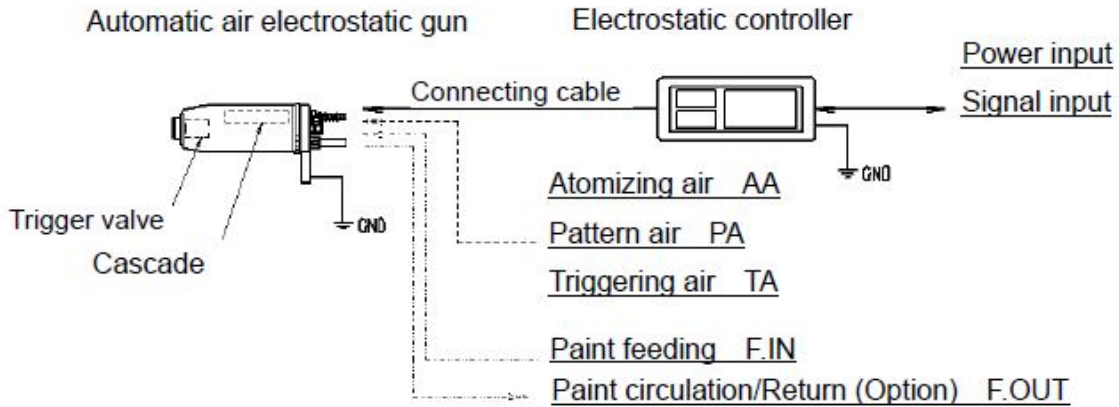 Automatic air electrostatic gun
Electrostatic controller
Power input
Connecting cable
Signal input
GND
Atomizing air AA
Trigger valve
GND
Pattern air PA
Cascade
Triggering air TA
Paint feeding F.IN
Paint circulation/Return (Option) F.OUT